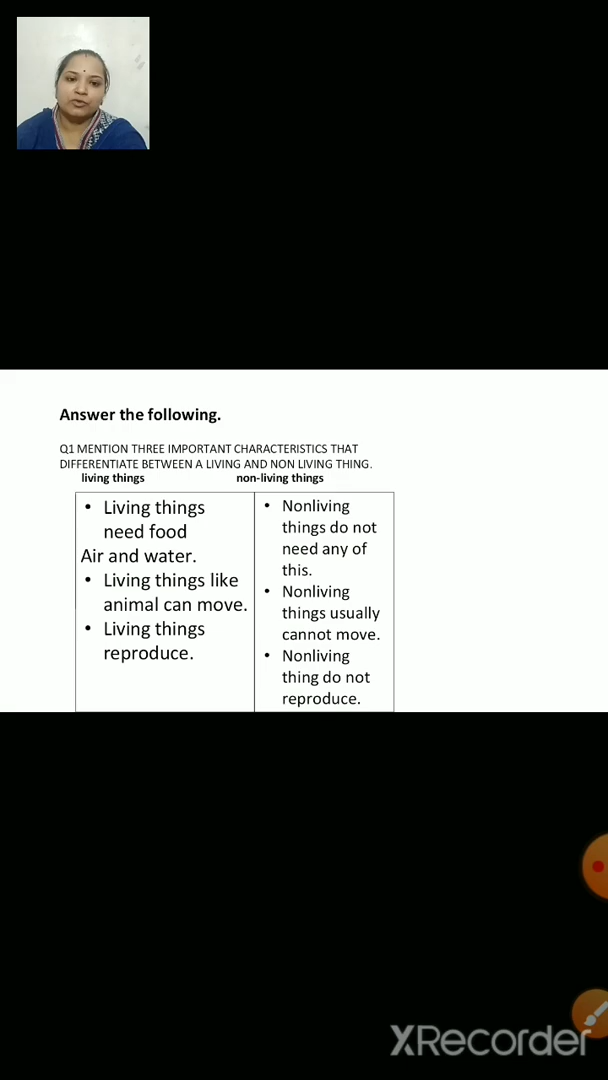 Answer the following.
Q1 MENTION THREE IMPORTANT CHARACTERISTICS THAT
DIFFERENTIATE BETWEEN A LIVING AND NON LIVING THING.
living things
non-living things
• Living things
need food
Air and water.
• Living things like
animal can move.
• Living things
reproduce.
• Nonliving
things do not
need any of
this.
• Nonliving
things usually
cannot move.
• Nonliving
thing do not
reproduce.
XRecorder